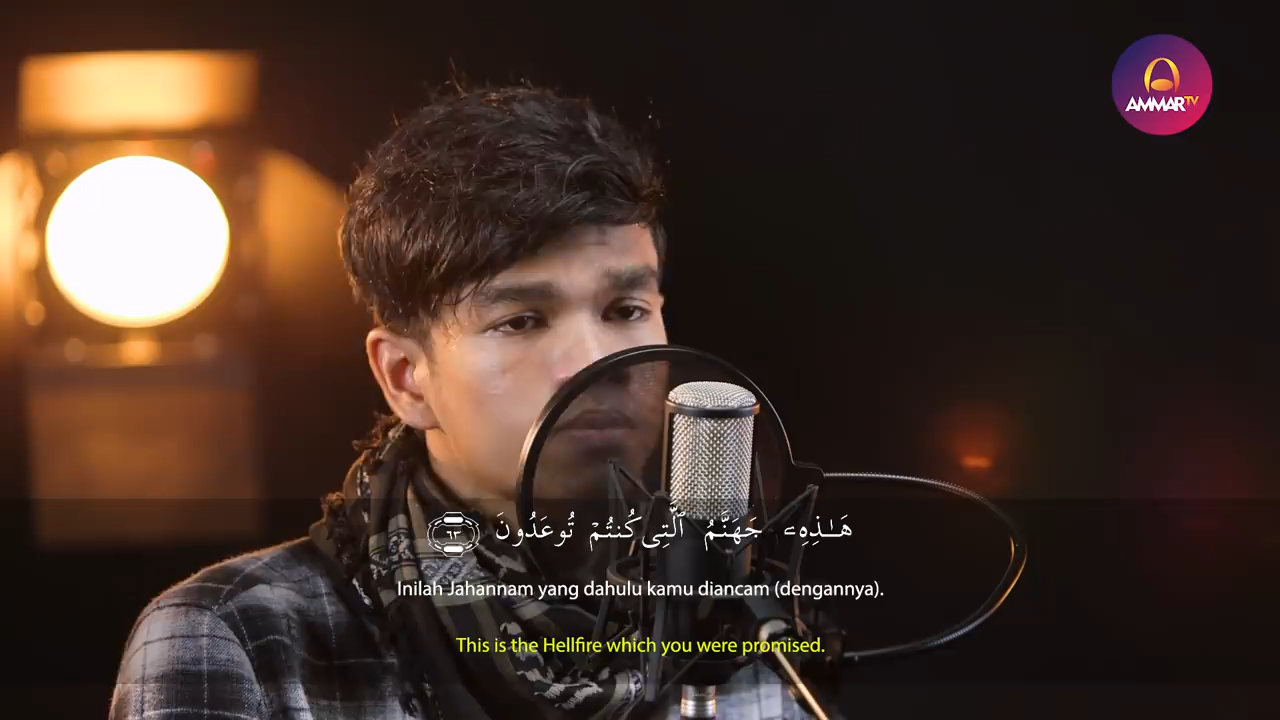 AMMARTV
هَـٰذِهِۦ جَهَنَّمُ ٱلَّتِى كُنتُمْ تُوعَدُونَ ٦٣
Inilah Jahannam yang dahulu kamu diancam (dengannya).
This is the Hellfire which you were promised.